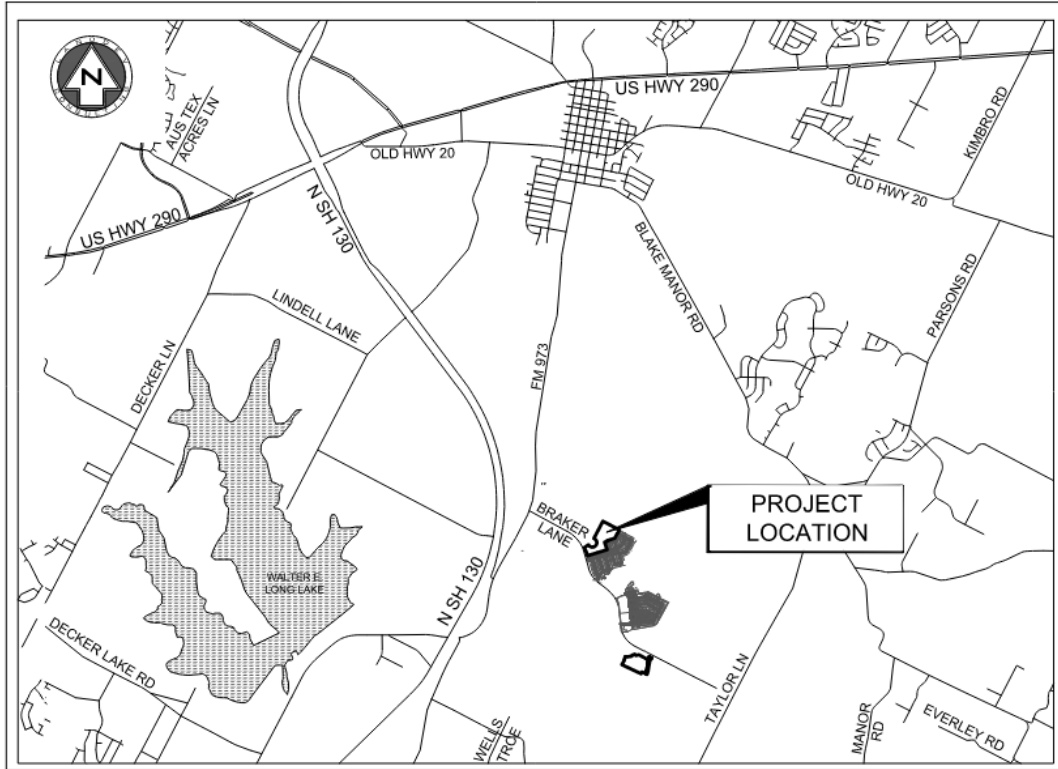 N
US HWY 290
AUS TEX
ACRES LN
OLD HWY 20
KIMBRO RD
OLD HWY 20
US HWY 290
N SH 130
BLAKE MANOR RD
PARSONS RD
LINDELL LANE
DECKER LN
FM 973
BRAKER
LANE
PROJECT
LOCATION
WALTER E.
LONG LAKE
N SH 130
DECKER LAKE RD
TAYLOR LN
WELLS
TROE
MANOR
RD
EVERLEY RD